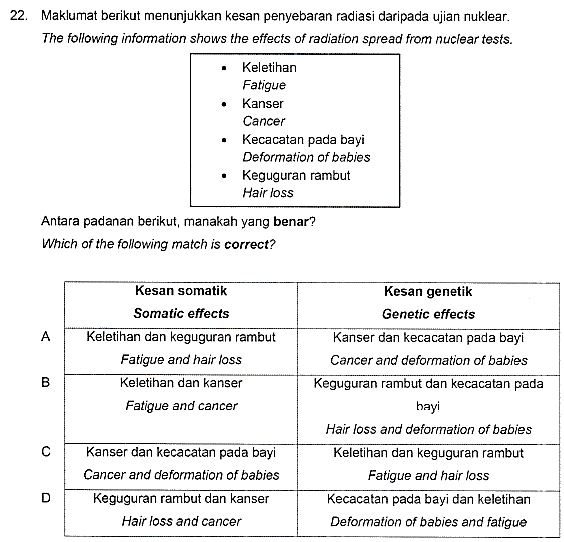 22. Maklumat berikut menunjukkan kesan penyebaran radiasi daripada ujian nuklear.
The following information shows the effects of radiation spread from nuclear tests.
• Keletihan
Fatigue
• Kanser
Cancer
• Kecacatan pada bayi
Deformation of babies
• Keguguran rambut
Hair loss
Antara padanan berikut, manakah yang benar?
Which of the following match is correct?
Kesan somatik Kesan genetik
Somatic effects Genetic effects
A Keletihan dan keguguran rambut Kanser dan kecacatan pada bayi
Fatigue and hair loss Cancer and deformation of babies
B Keletihan dan kanser Keguguran rambut dan kecacatan pada
Fatigue and cancer bayi
Hair loss and deformation of babies
C Kanser dan kecacatan pada bayi Keletihan dan keguguran rambut
Cancer and deformation of babies Fatigue and hair loss
D Keguguran rambut dan kanser Kecacatan pada bayi dan keletihan
Hair loss and cancer Deformation of babies and fatigue